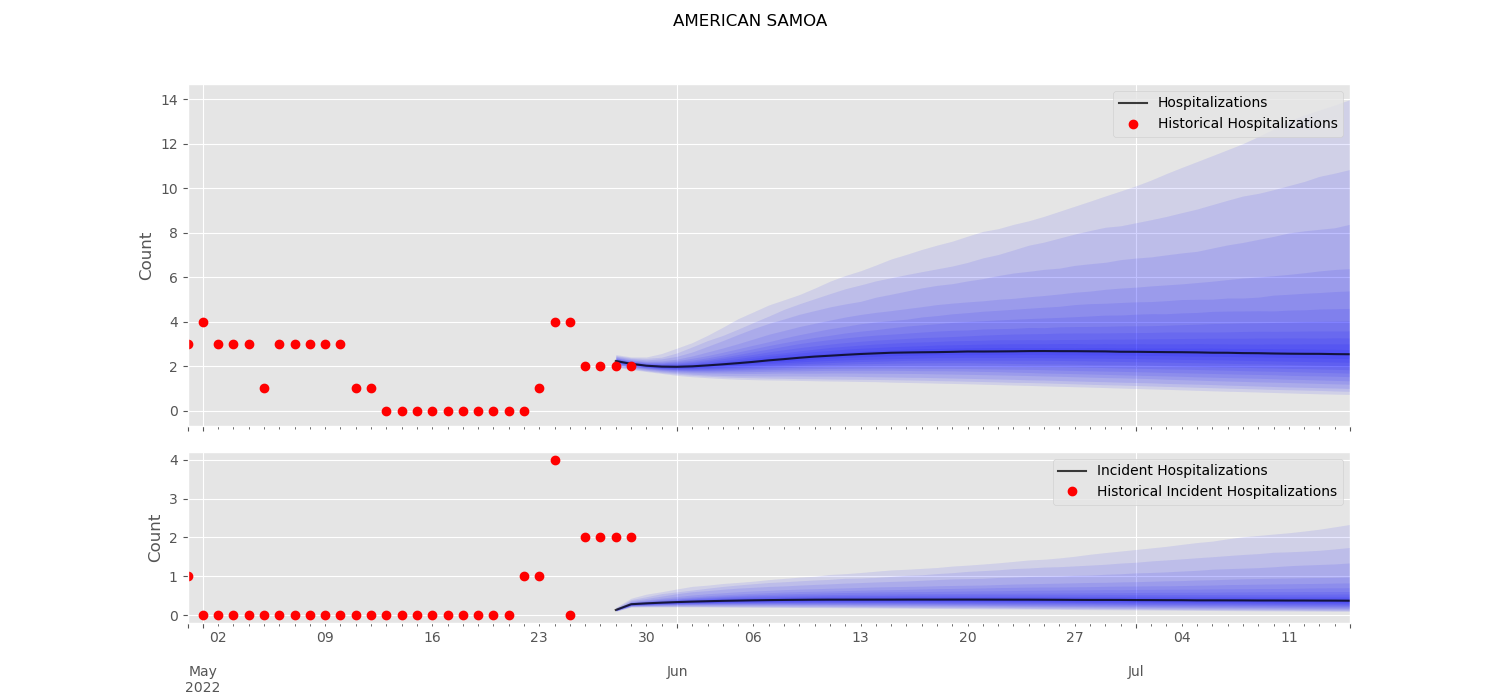 AMERICAN SAMOA
Count
14
12
10
8
6
4
2
0
Hospitalizations
Historical Hospitalizations
Count
4
3
2
1
0
Incident Hospitalizations
Historical Incident Hospitalizations
02 09 16 23 30 06 13 20 27 04 11
May Jun Jul
2022